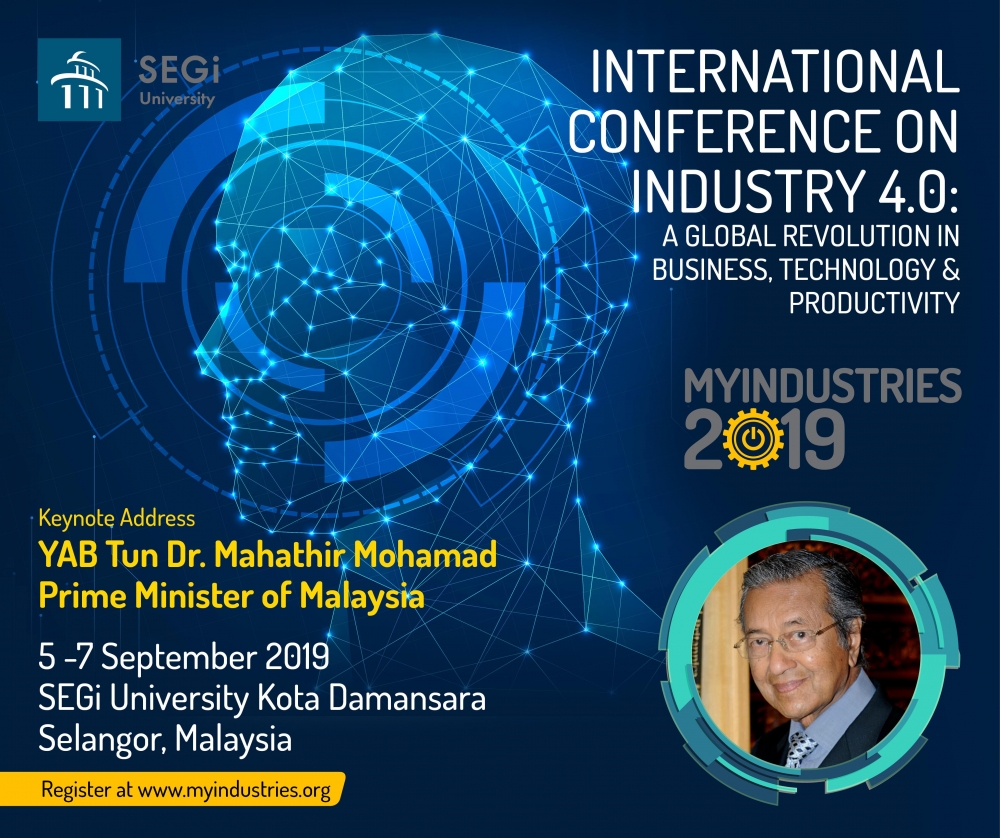 SEGi
University
INTERNATIONAL
CONFERENCE ON
INDUSTRY 4.0:
A GLOBAL REVOLUTION IN
BUSINESS, TECHNOLOGY &
PRODUCTIVITY
MYINDUSTRIES
2019
Keynote Address
YAB Tun Dr. Mahathir Mohamad
Prime Minister of Malaysia
5 -7 September 2019
SEGi University Kota Damansara
Selangor, Malaysia
Register at www.myindustries.org